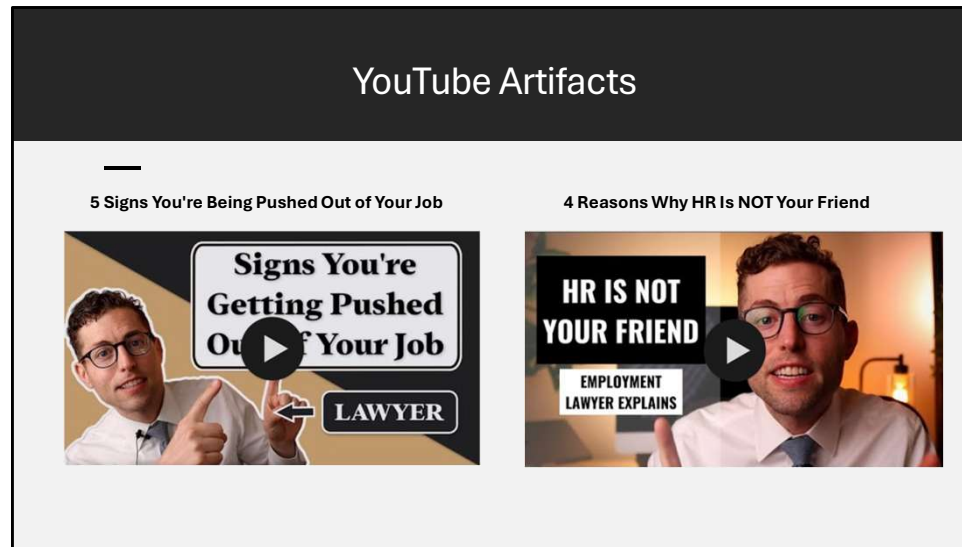 YouTube Artifacts
5 Signs You're Being Pushed Out of Your Job
4 Reasons Why HR Is NOT Your Friend
Signs You're
Getting Pushed
Your Job
LAWYER
HR IS NOT
YOUR FRIEND
EMPLOYMENT
LAWYER EXPLAINS